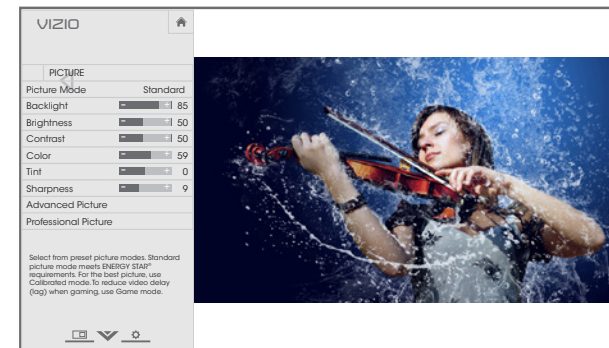 VIZIO
PICTURE
Picture Mode Standard
Backlight 85
Brightness 50
Contrast 50
Color 59
Tint 0
Sharpness 9
Advanced Picture
Professional Picture
Select from preset picture modes. Standard
picture mode meets ENERGY STAR®
requirements. For the best picture, use
Calibrated mode. To reduce video delay
(lag) when gaming, use Game mode.